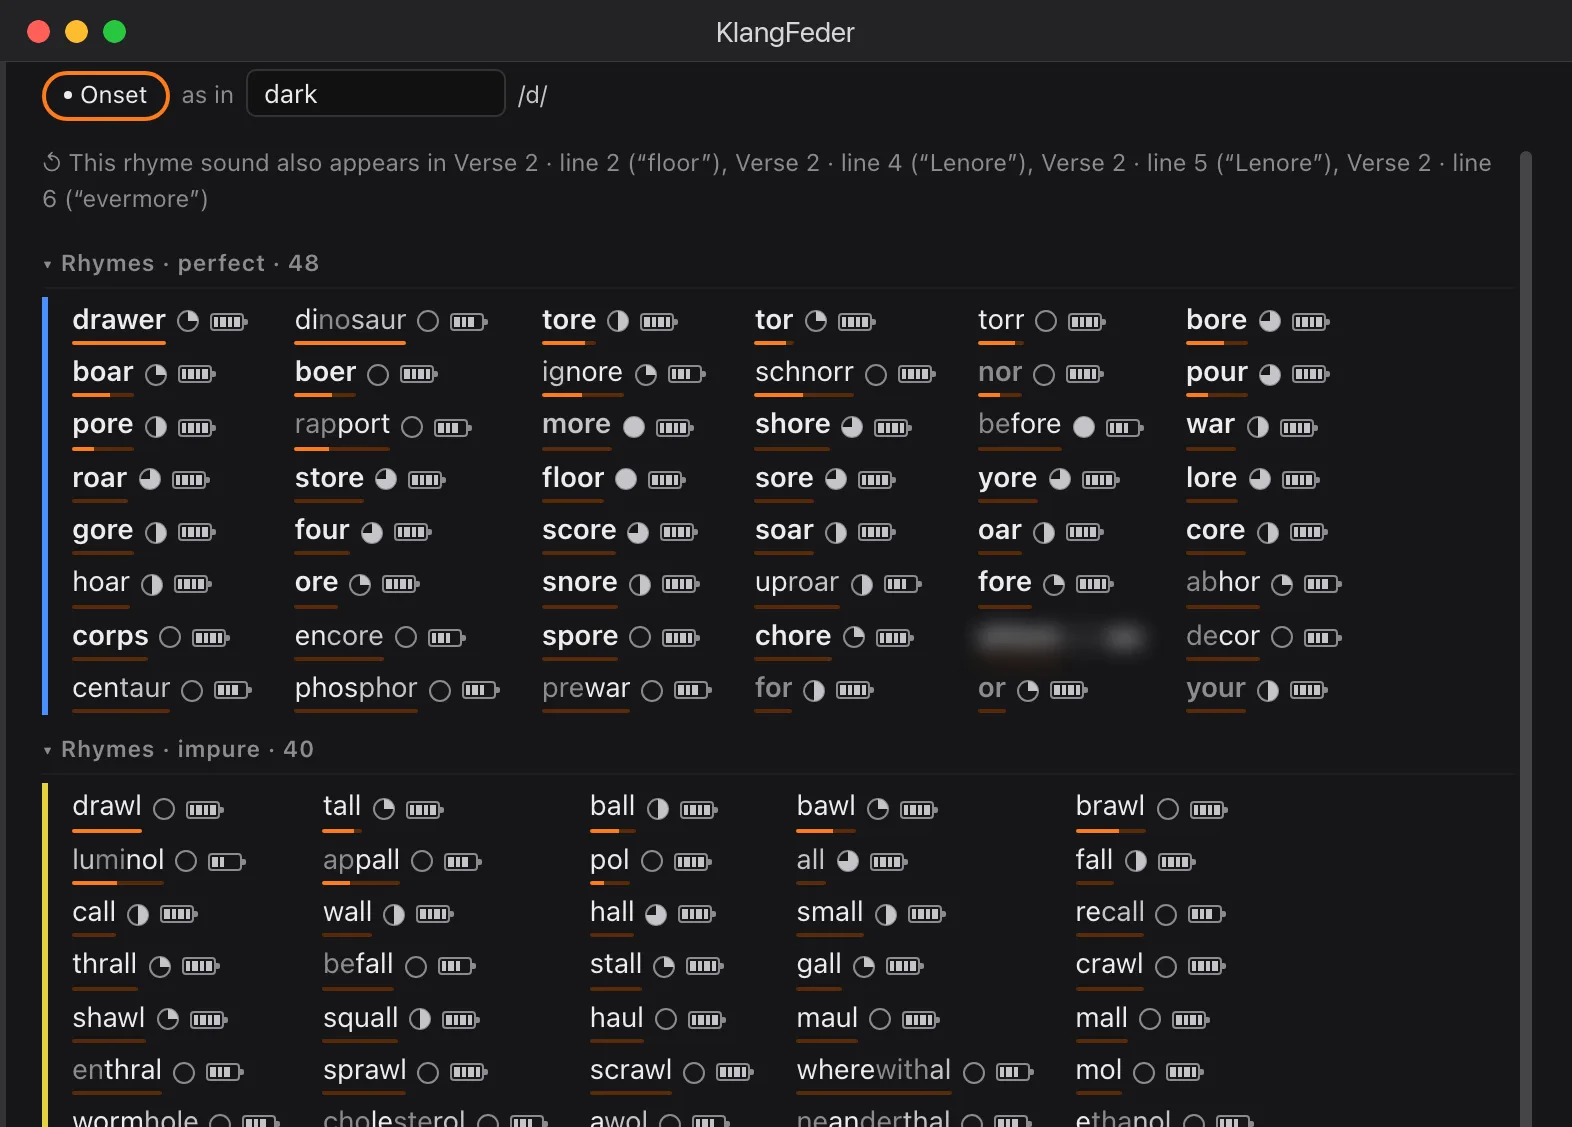 KlangFeder
• Onset as in dark /d/
This rhyme sound also appears in Verse 2 · line 2 (“floor”), Verse 2 · line 4 (“Lenore”), Verse 2 · line 5 (“Lenore”), Verse 2 · line
6 (“evermore”)
▾ Rhymes · perfect · 48
drawer dinosaur tore tor torr bore
boar boer ignore schnorr nor pour
pore rapport more shore before war
roar store floor sore yore lore
gore four score soar oar core
hoar ore snore uproar fore abhor
corps encore spore chore decor
centaur phosphor prewar for or your
▾ Rhymes · impure · 40
drawl tall ball bawl brawl
luminol appall pol all fall
call wall hall small recall
thrall befall stall gall crawl
shawl squall haul maul mall
enthral sprawl scrawl wherewithal mol
wormhole cholesterol awol neanderthal ethanol